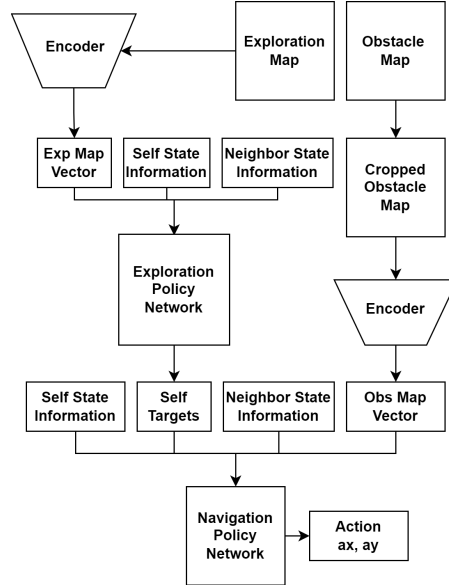 Encoder
Exploration
Map
Obstacle
Map
Exp Map
Vector
Self State
Information
Neighbor State
Information
Cropped
Obstacle
Map
Exploration
Policy
Network
Encoder
Self State
Information
Self
Targets
Neighbor State
Information
Obs Map
Vector
Navigation
Policy
Network
Action
ax, ay